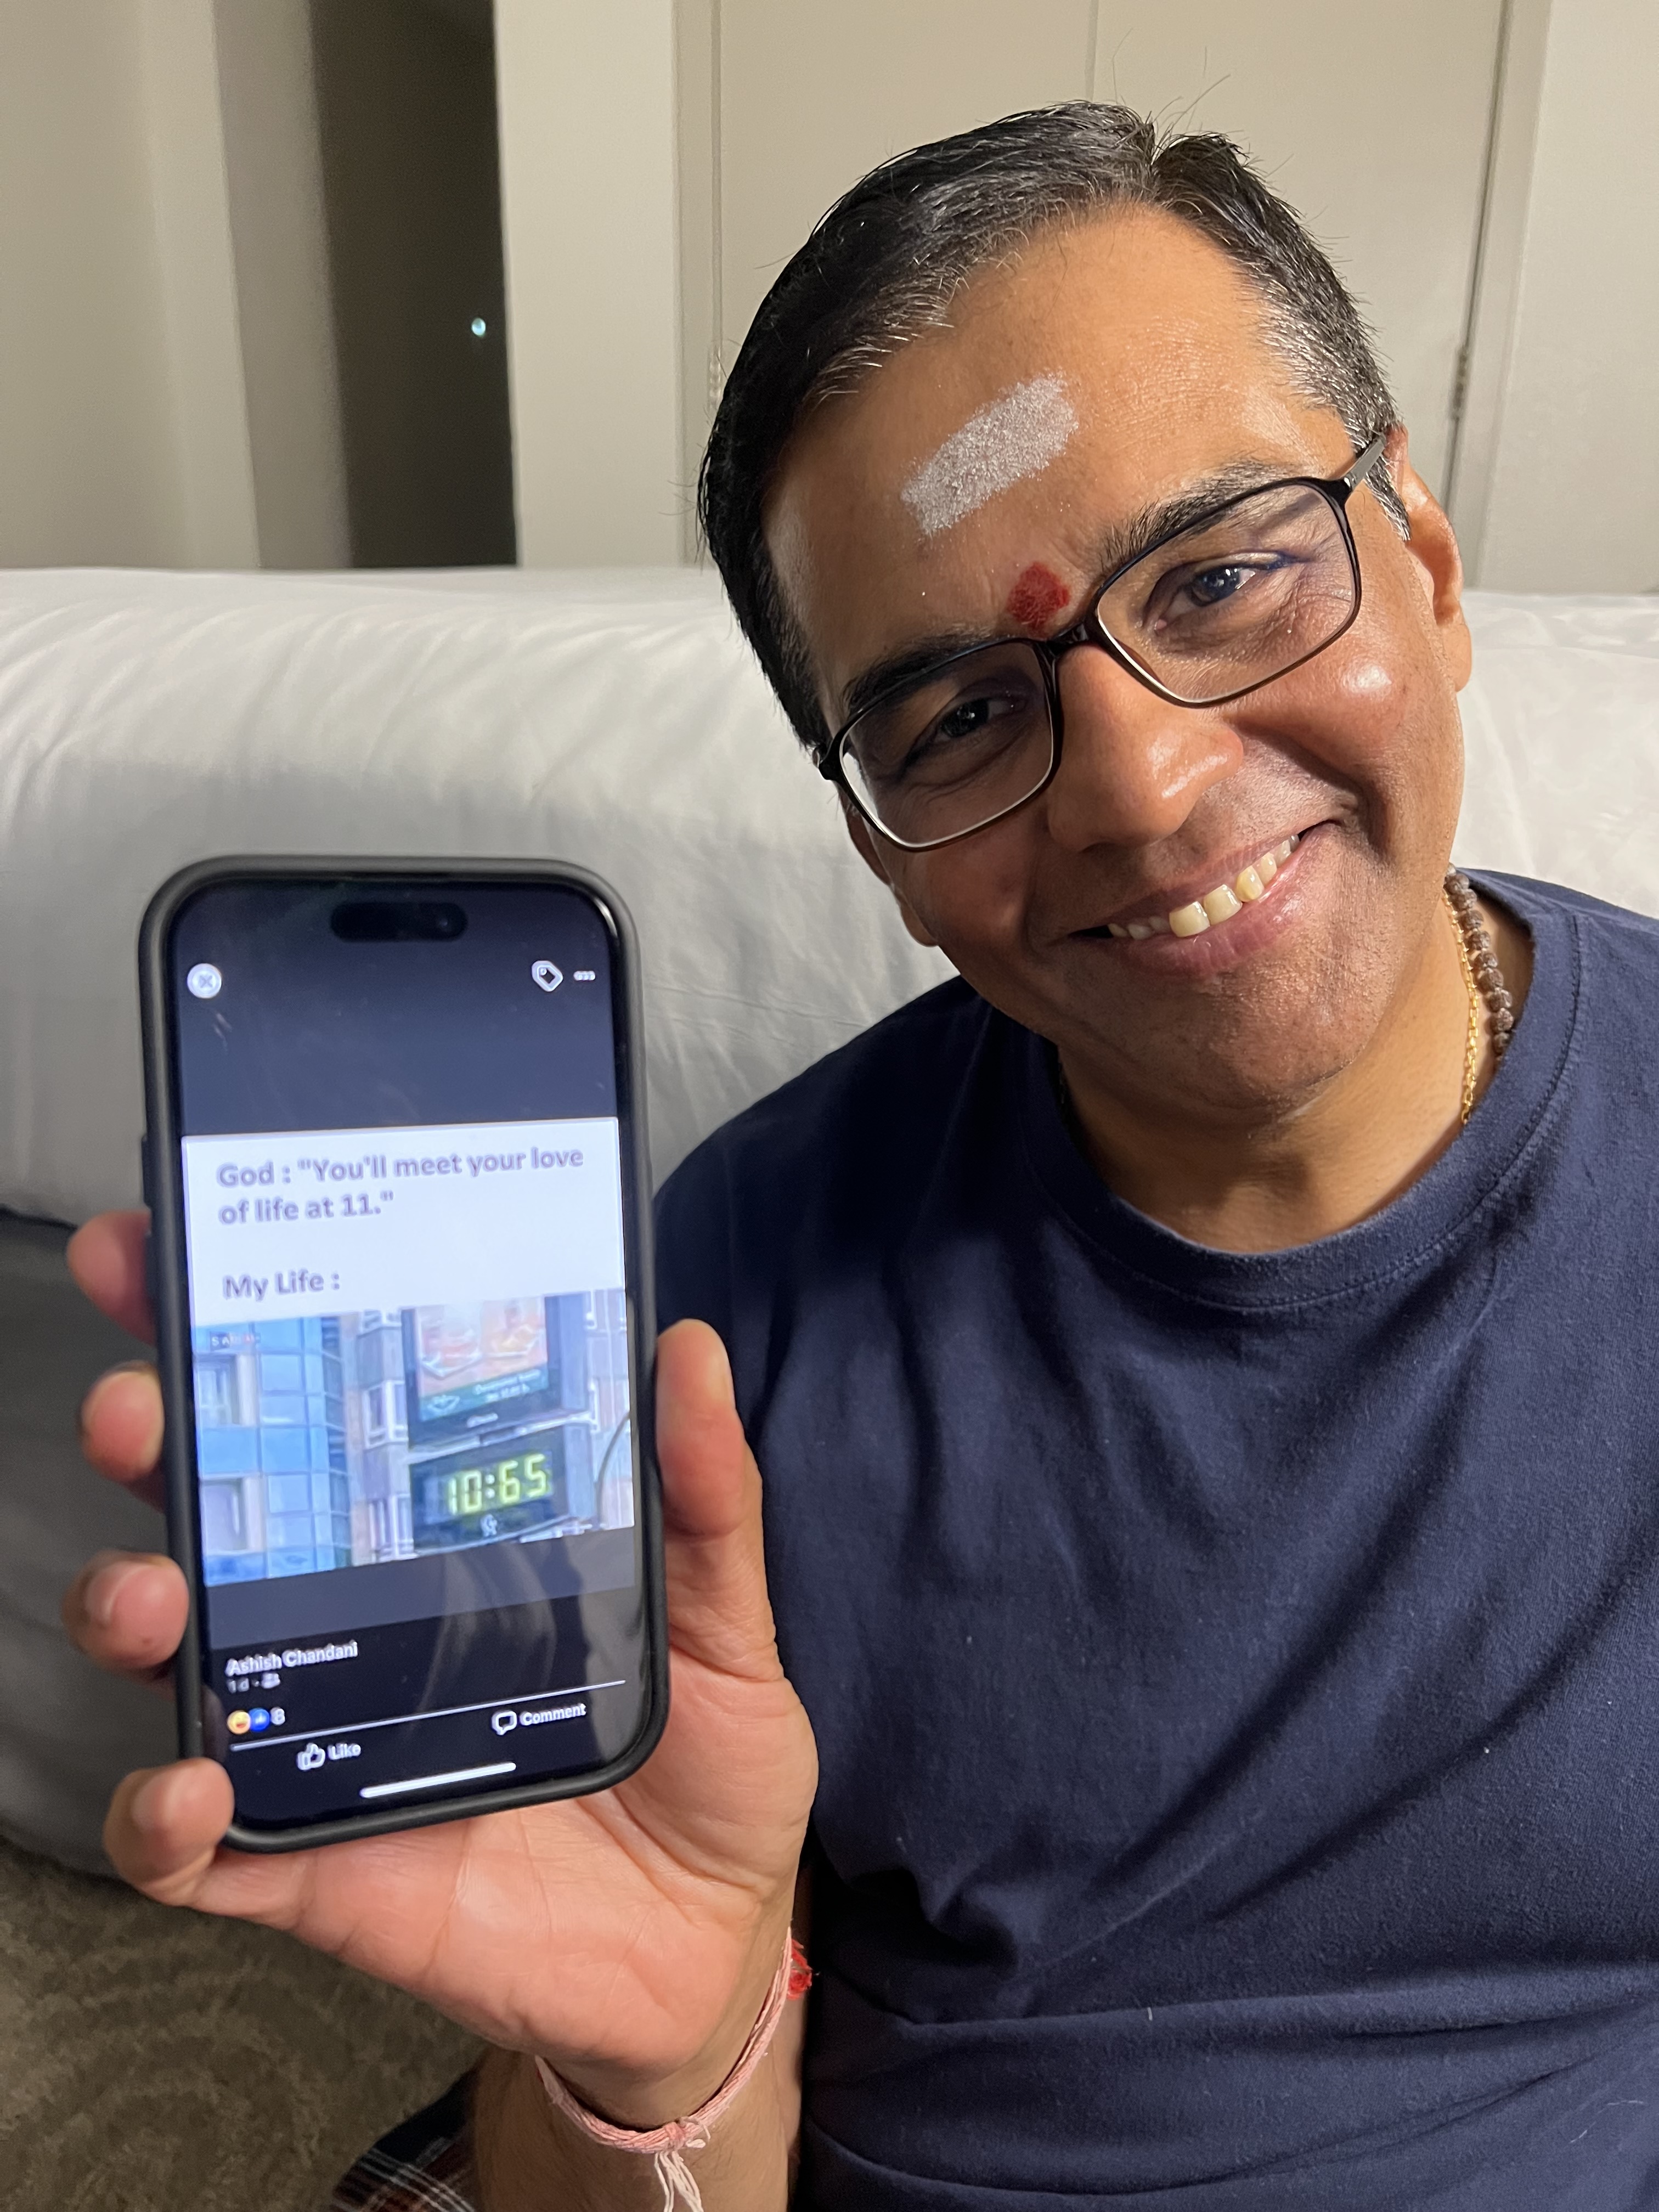 God : "You'll meet your love
of life at 11."
My Life :
10:65
Ashish Chandani
1d ·
8
Like
Comment